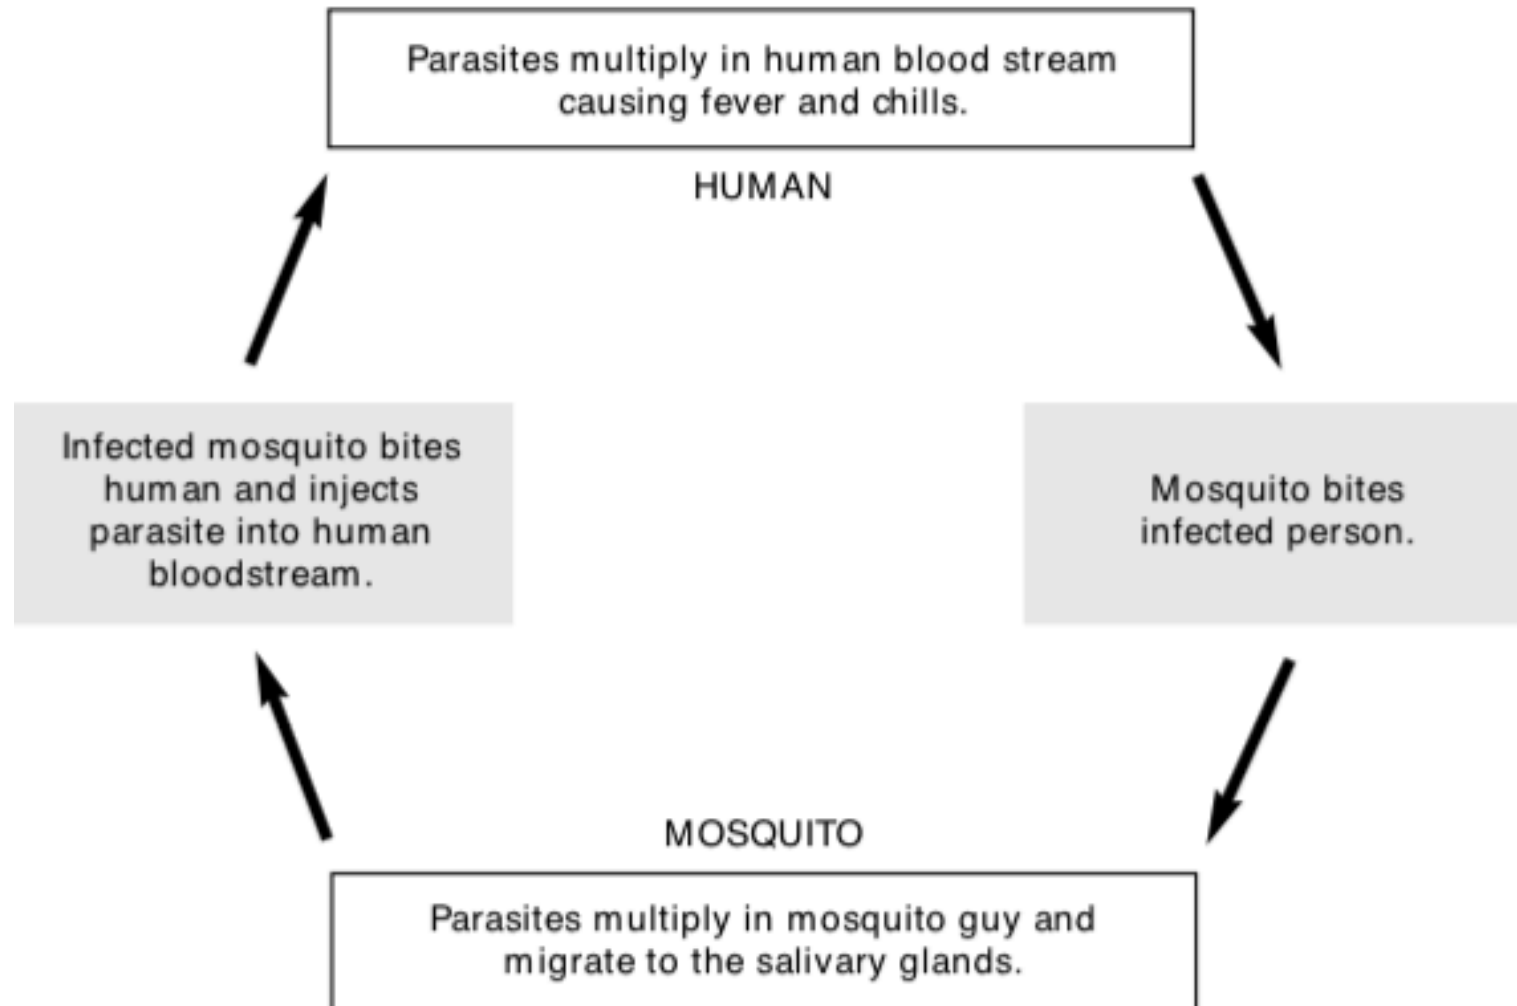 Parasites multiply in human blood stream
causing fever and chills.
HUMAN
Infected mosquito bites
human and injects
parasite into human
bloodstream.
Mosquito bites
infected person.
MOSQUITO
Parasites multiply in mosquito guy and
migrate to the salivary glands.